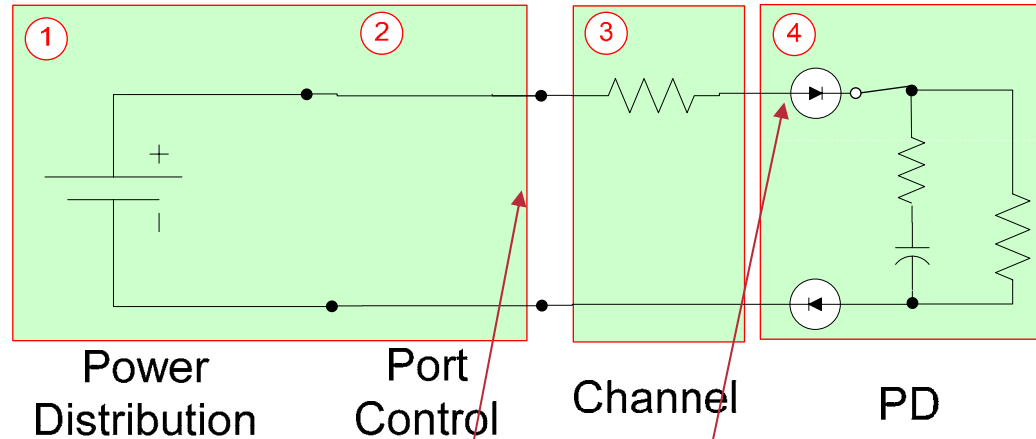 1
2
3
4
+
Power
Distribution
Port
Control
Channel
PD